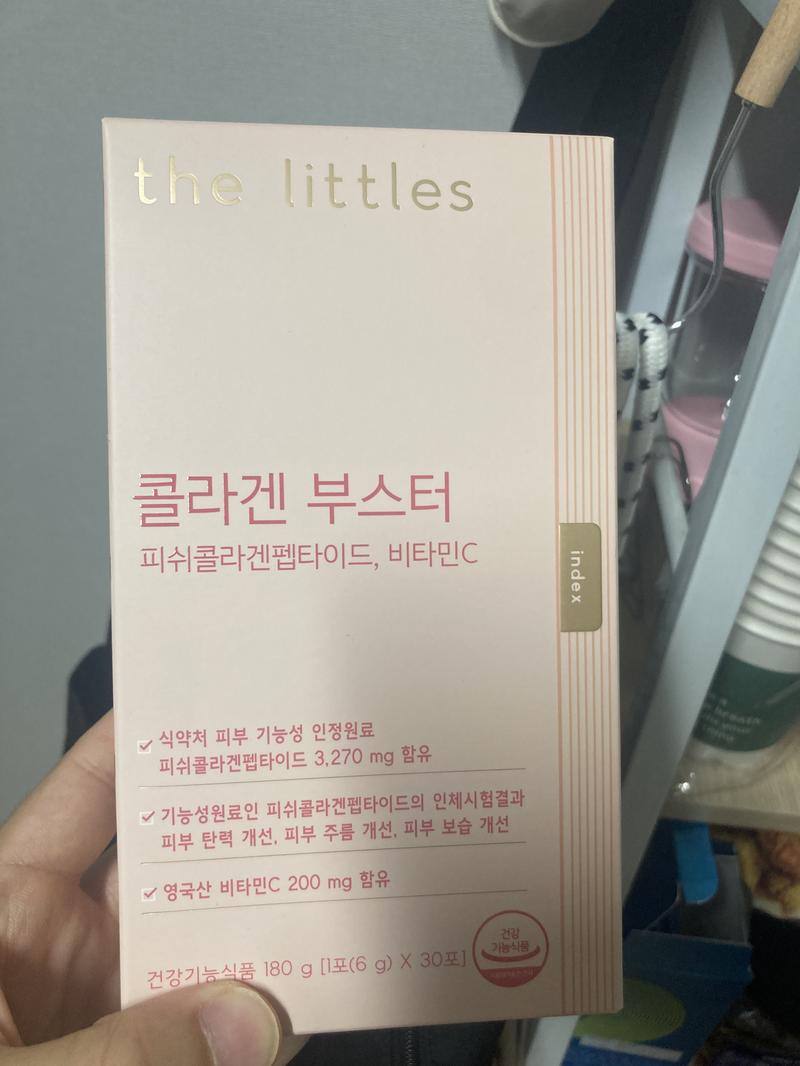 the littles
콜라겐 부스터
피쉬콜라겐펩타이드, 비타민C
index
식약처 피부 기능성 인정원료
피쉬콜라겐펩타이드 3,270 mg 함유
기능성원료인 피쉬콜라겐펩타이드의 인체시험결과
피부 탄력 개선, 피부 주름 개선, 피부 보습 개선
영국산 비타민C 200 mg 함유
건강기능식품 180 g [1포(6 g) X 30포]
건강
기능식품